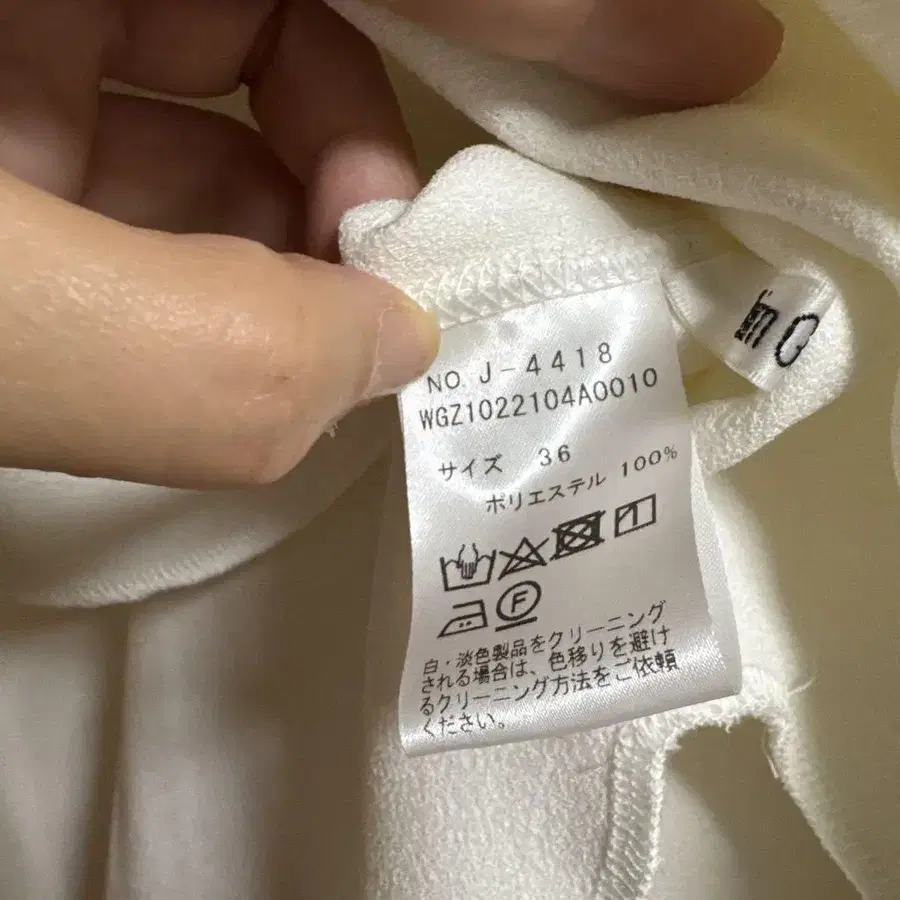 NO. J-4418
WGZ1022104A0010
サイズ 36
ポリエステル 100%
F
白・淡色製品をクリーニング
される場合は、色移りを避け
るクリーニング方法をご依頼
ください。